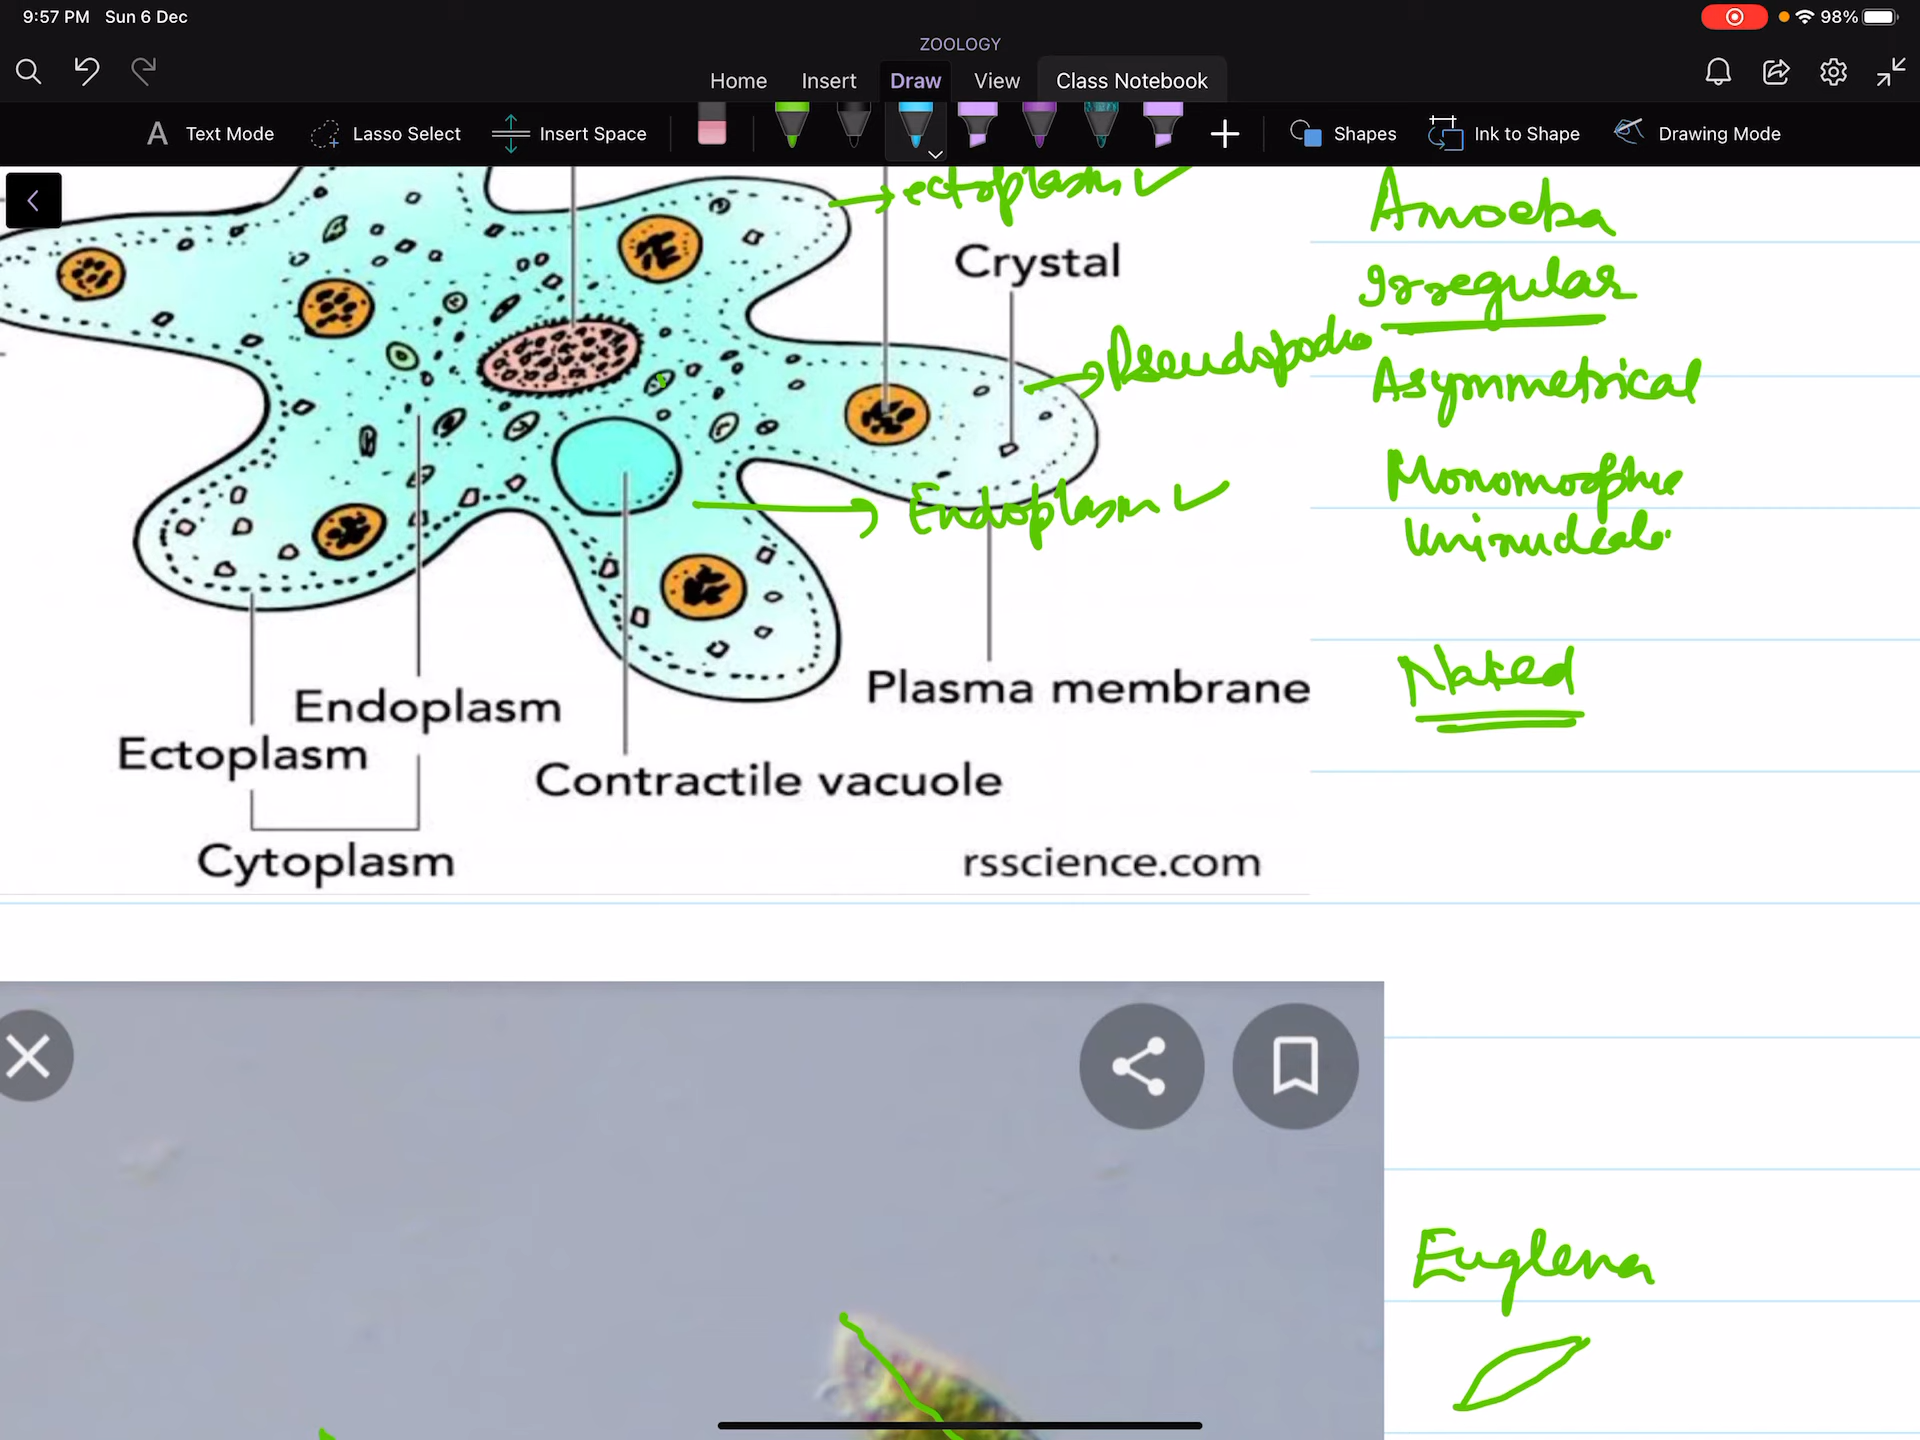 9:57 PM Sun 6 Dec
98%
ZOOLOGY
Home Insert Draw View Class Notebook
A Text Mode Lasso Select Insert Space Shapes Ink to Shape Drawing Mode
ectoplasm
Crystal
Pseudopodia
Endoplasm
Plasma membrane
Endoplasm
Ectoplasm
Contractile vacuole
Cytoplasm
rsscience.com
Amoeba
Irregular
Asymmetrical
Monomorphic
Uninucleate
Naked
Euglena